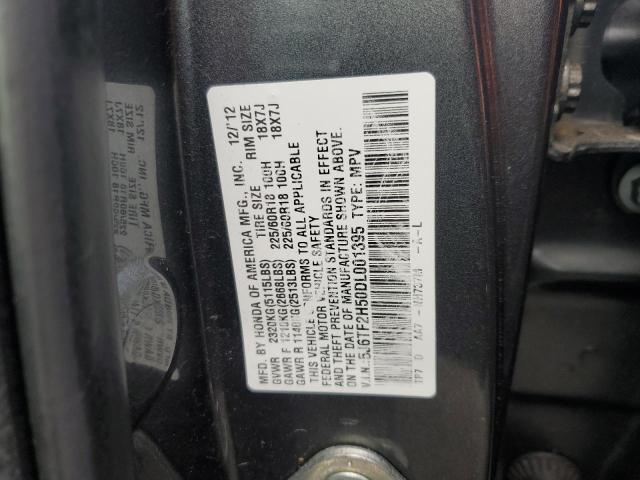 MFD. BY HONDA OF AMERICA MFG., INC. 12/12
TIRE SIZE RIM SIZE
GVWR 2320KG(5115LBS)
GAWR F 1210KG(2668LBS) 225/60R18 100H 18X7J
GAWR R 1140KG(2513LBS) 225/60R18 100H 18X7J
THIS VEHICLE CONFORMS TO ALL APPLICABLE
FEDERAL MOTOR VEHICLE SAFETY
AND THEFT PREVENTION STANDARDS IN EFFECT
ON THE DATE OF MANUFACTURE SHOWN ABOVE.
V.I.N. 5J6TF2H50DL001395 TYPE: MPV
AA7 - -A-L